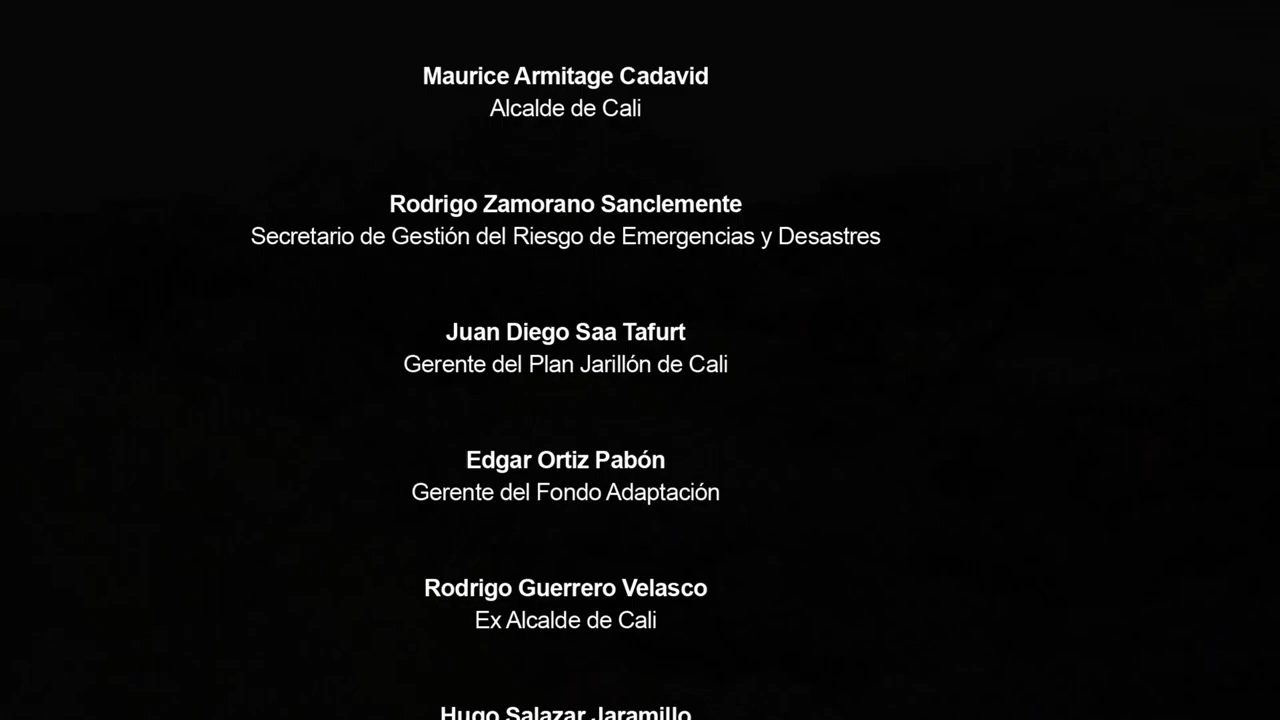 Maurice Armitage Cadavid
Alcalde de Cali
Rodrigo Zamorano Sanclemente
Secretario de Gestión del Riesgo de Emergencias y Desastres
Juan Diego Saa Tafurt
Gerente del Plan Jarillón de Cali
Edgar Ortiz Pabón
Gerente del Fondo Adaptación
Rodrigo Guerrero Velasco
Ex Alcalde de Cali
Hugo Salazar Jaramillo